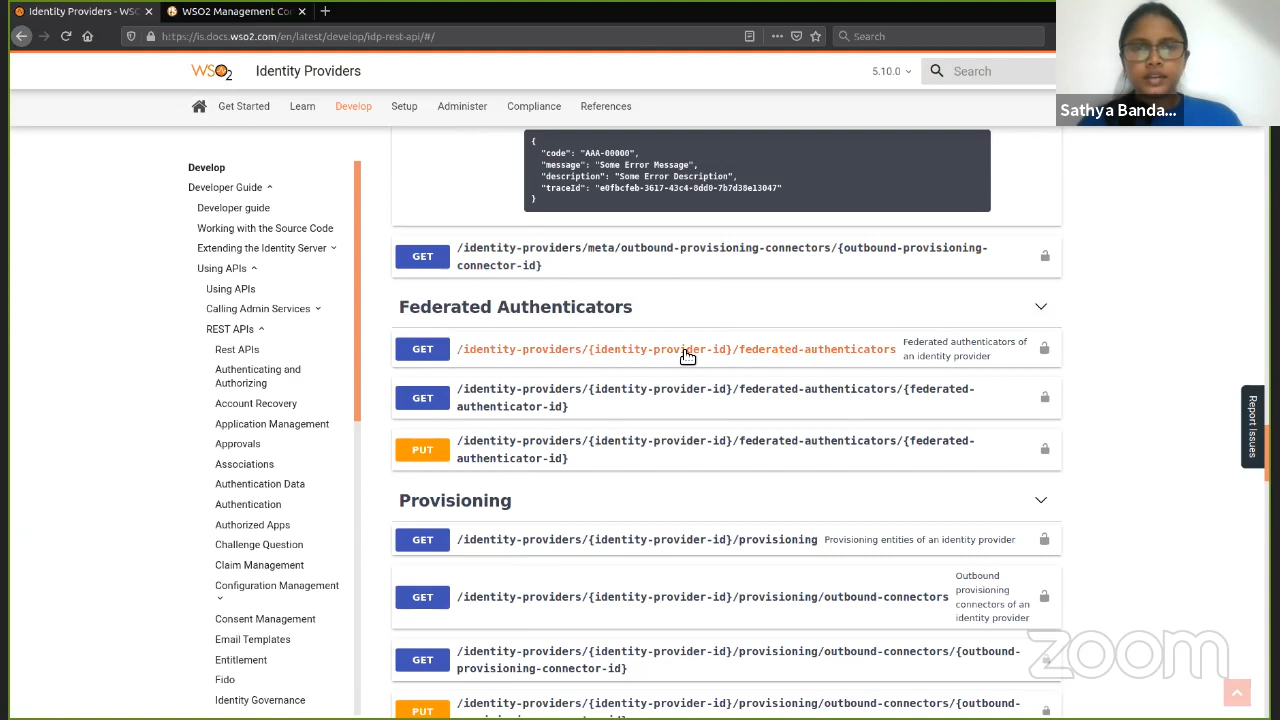 Identity Providers - WSC
WSO2 Management Co
https://is.docs.wso2.com/en/latest/develop/idp-rest-api/#/
Search
WSO2
Identity Providers
5.10.0
Search
Sathya Banda...
Get Started
Learn
Develop
Setup
Administer
Compliance
References
Develop
Developer Guide
Developer guide
Working with the Source Code
Extending the Identity Server
Using APIs
Using APIs
Calling Admin Services
REST APIs
Rest APIs
Authenticating and
Authorizing
Account Recovery
Application Management
Approvals
Associations
Authentication Data
Authentication
Authorized Apps
Challenge Question
Claim Management
Configuration Management
Consent Management
Email Templates
Entitlement
Fido
Identity Governance
{
"code": "AAA-00000",
"message": "Some Error Message",
"description": "Some Error Description",
"traceId": "e0fbcfeb-3617-43c4-8dd0-7b7d38e13047"
}
GET
/identity-providers/meta/outbound-provisioning-connectors/{outbound-provisioning-
connector-id}
Federated Authenticators
GET
/identity-providers/{identity-provider-id}/federated-authenticators
Federated authenticators of
an identity provider
GET
/identity-providers/{identity-provider-id}/federated-authenticators/{federated-
authenticator-id}
PUT
/identity-providers/{identity-provider-id}/federated-authenticators/{federated-
authenticator-id}
Provisioning
GET
/identity-providers/{identity-provider-id}/provisioning
Provisioning entities of an identity provider
GET
/identity-providers/{identity-provider-id}/provisioning/outbound-connectors
Outbound
provisioning
connectors of an
identity provider
GET
/identity-providers/{identity-provider-id}/provisioning/outbound-connectors/{outbound-
provisioning-connector-id}
PUT
/identity-providers/{identity-provider-id}/provisioning/outbound-connectors/{outbound-
Report Issues
zoom